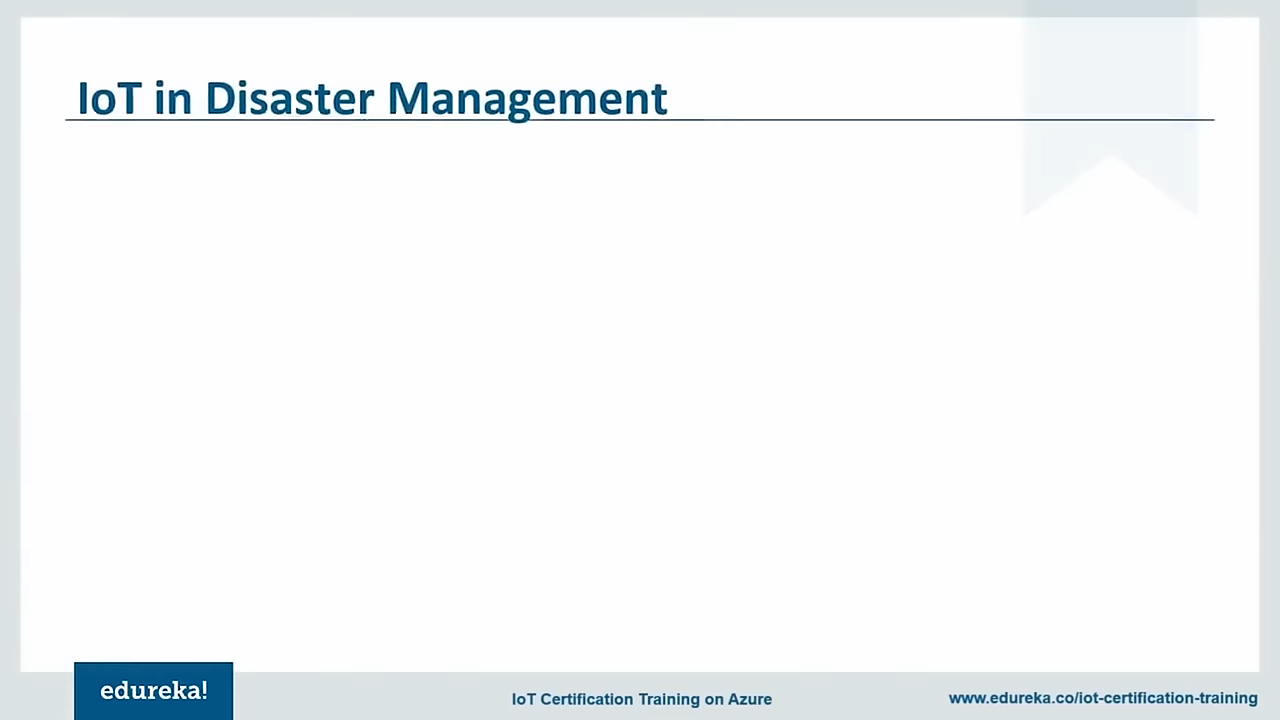 IoT in Disaster Management
edureka!
IoT Certification Training on Azure
www.edureka.co/iot-certification-training